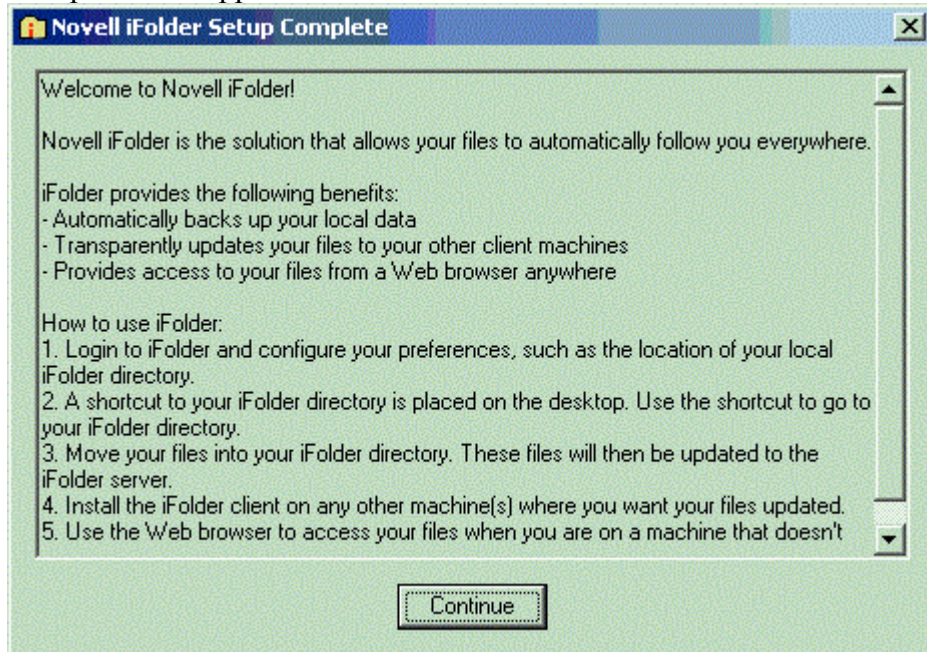 Novell iFolder Setup Complete
Welcome to Novell iFolder!
Novell iFolder is the solution that allows your files to automatically follow you everywhere.
iFolder provides the following benefits:
- Automatically backs up your local data
- Transparently updates your files to your other client machines
- Provides access to your files from a Web browser anywhere
How to use iFolder:
1. Login to iFolder and configure your preferences, such as the location of your local
iFolder directory.
2. A shortcut to your iFolder directory is placed on the desktop. Use the shortcut to go to
your iFolder directory.
3. Move your files into your iFolder directory. These files will then be updated to the
iFolder server.
4. Install the iFolder client on any other machine(s) where you want your files updated.
5. Use the Web browser to access your files when you are on a machine that doesn't
Continue